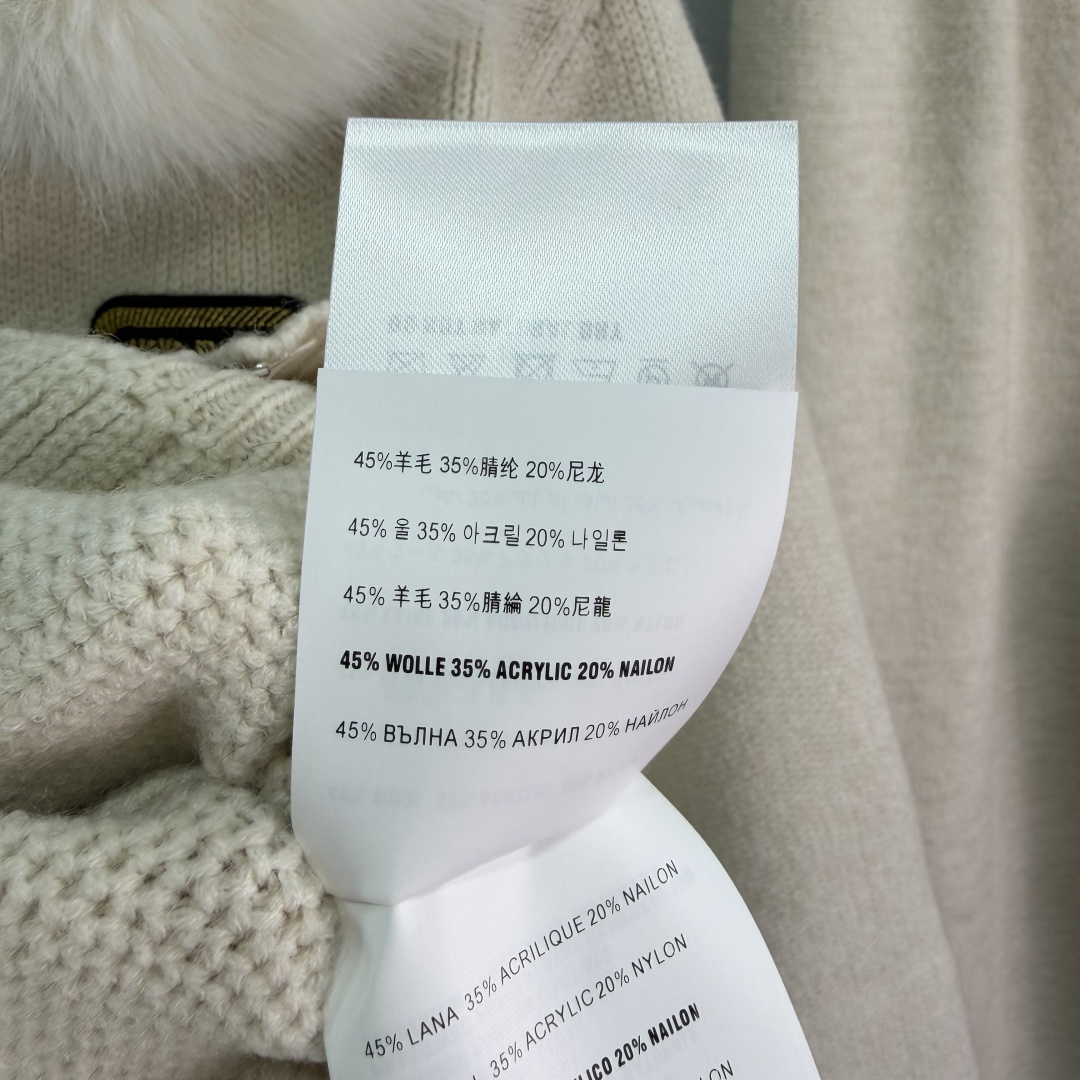 45%羊毛 35%腈纶 20%尼龙
45% 울 35% 아크릴 20% 나일론
45% 羊毛 35%腈綸 20%尼龍
45% WOLLE 35% ACRYLIC 20% NAILON
45% ВЪЛНА 35% АКРИЛ 20% НАЙЛОН
45% LANA 35% ACRILIQUE 20% NAILON
35% ACRYLIC 20% NYLON
20% NAILON